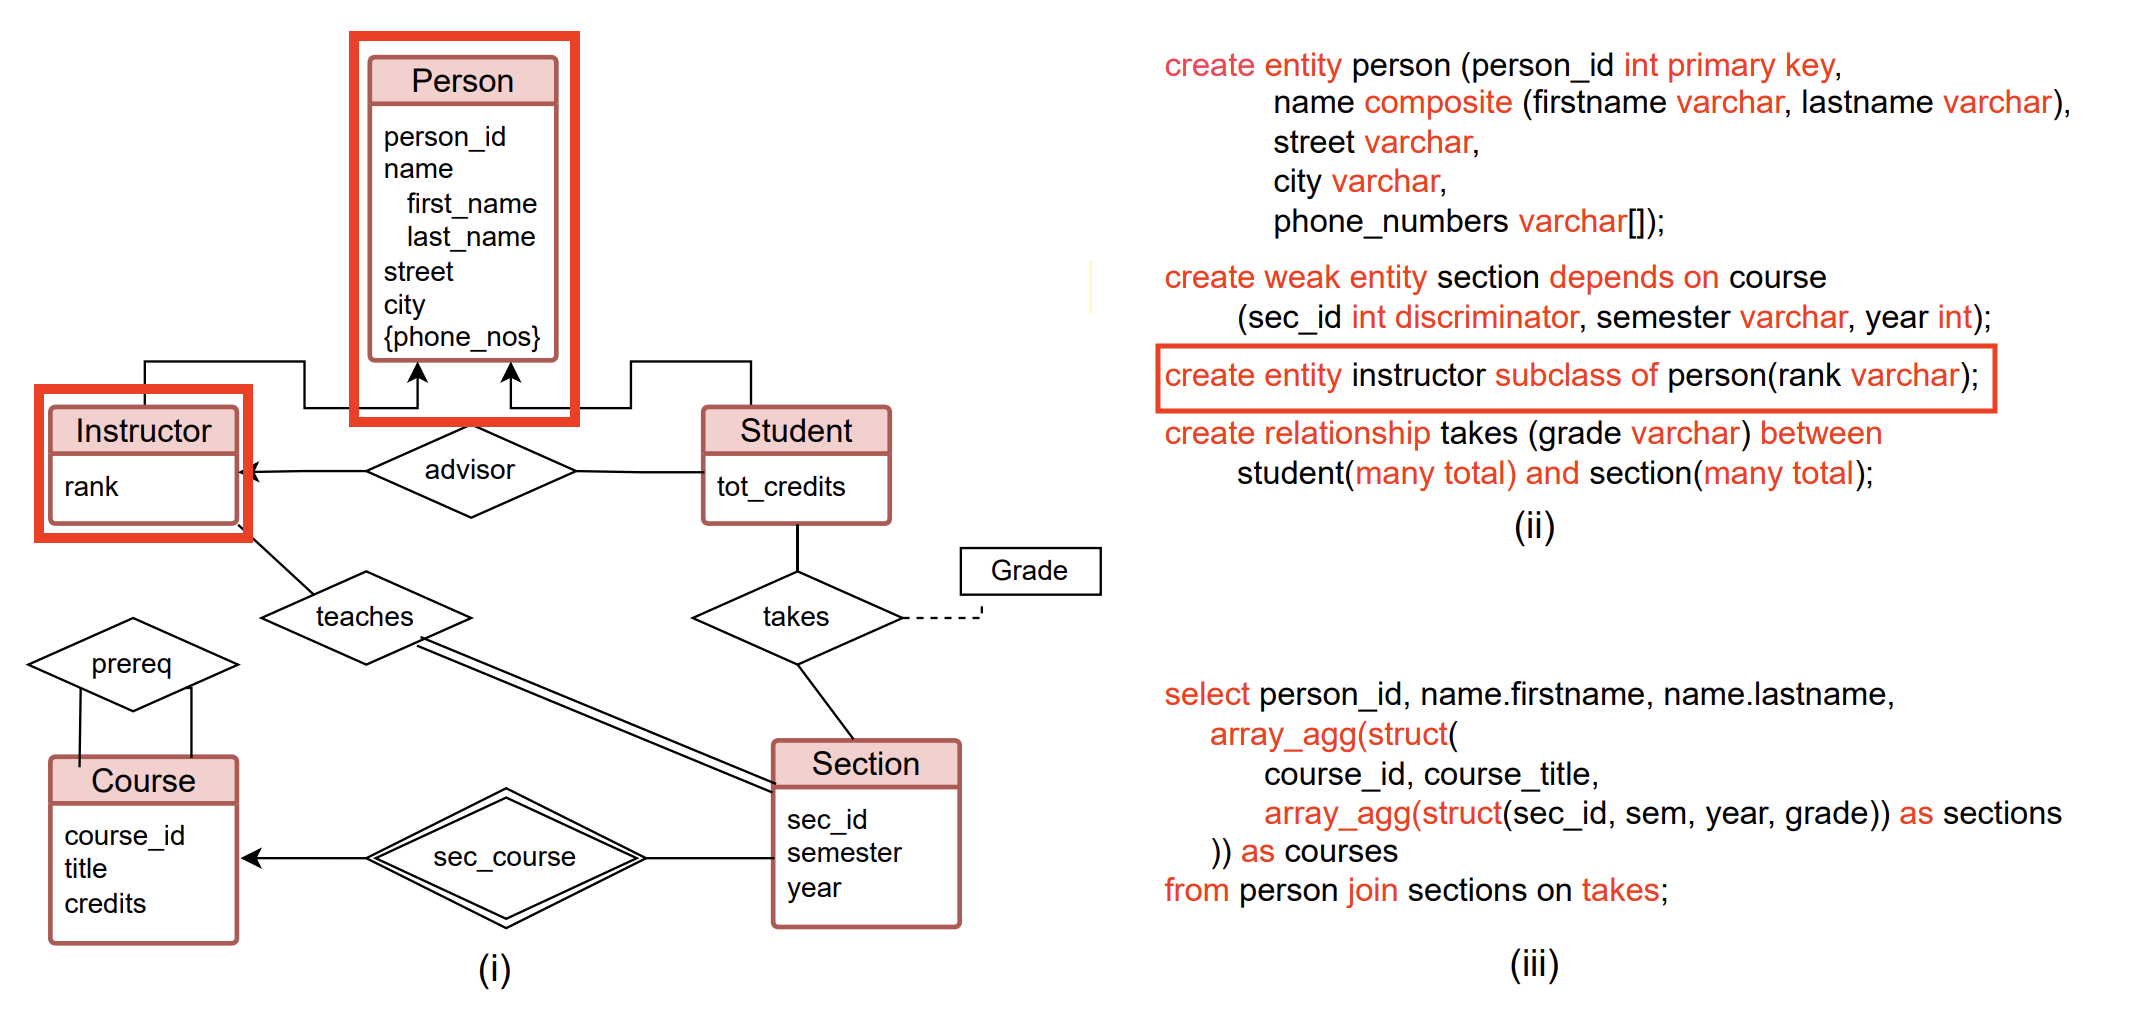 Person
person_id
name
first_name
last_name
street
city
{phone_nos}
Instructor
rank
advisor
Student
tot_credits
teaches
takes
Grade
prereq
Course
course_id
title
credits
sec_course
Section
sec_id
semester
year
(i)
create entity person (person_id int primary key,
name composite (firstname varchar, lastname varchar),
street varchar,
city varchar,
phone_numbers varchar[]);
create weak entity section depends on course
(sec_id int discriminator, semester varchar, year int);
create entity instructor subclass of person(rank varchar);
create relationship takes (grade varchar) between
student(many total) and section(many total);
(ii)
select person_id, name.firstname, name.lastname,
array_agg(struct(
course_id, course_title,
array_agg(struct(sec_id, sem, year, grade)) as sections
)) as courses
from person join sections on takes;
(iii)